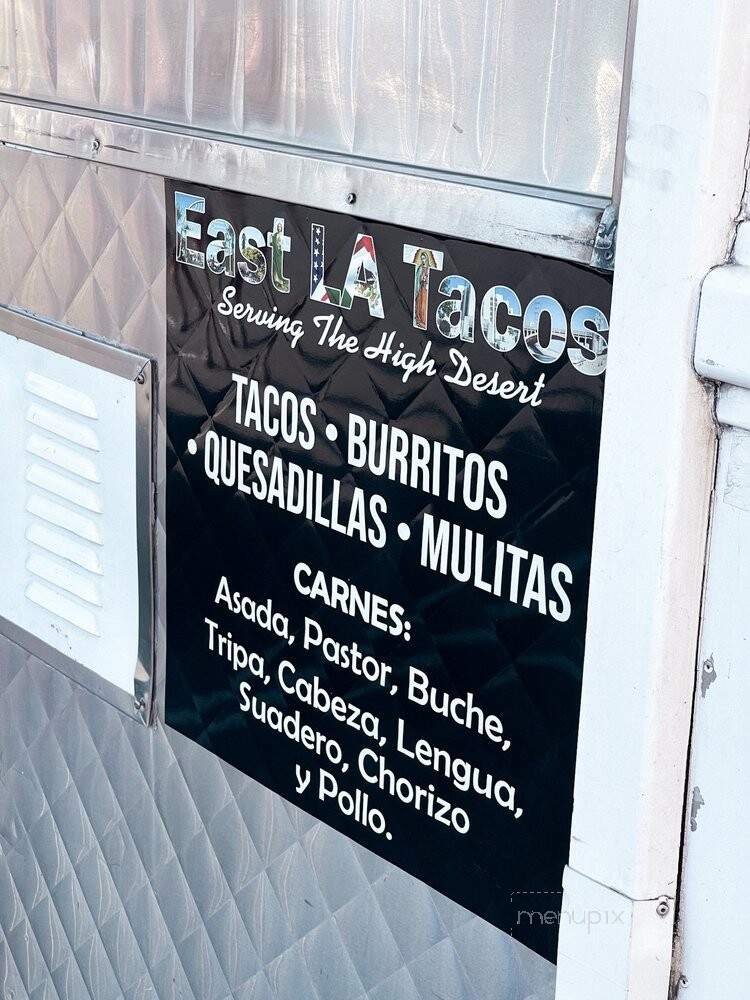 East LA Tacos
Serving The High Desert
TACOS • BURRITOS
• QUESADILLAS • MULITAS
CARNES:
Asada, Pastor, Buche,
Tripa, Cabeza, Lengua,
Suadero, Chorizo
y Pollo.
menupix